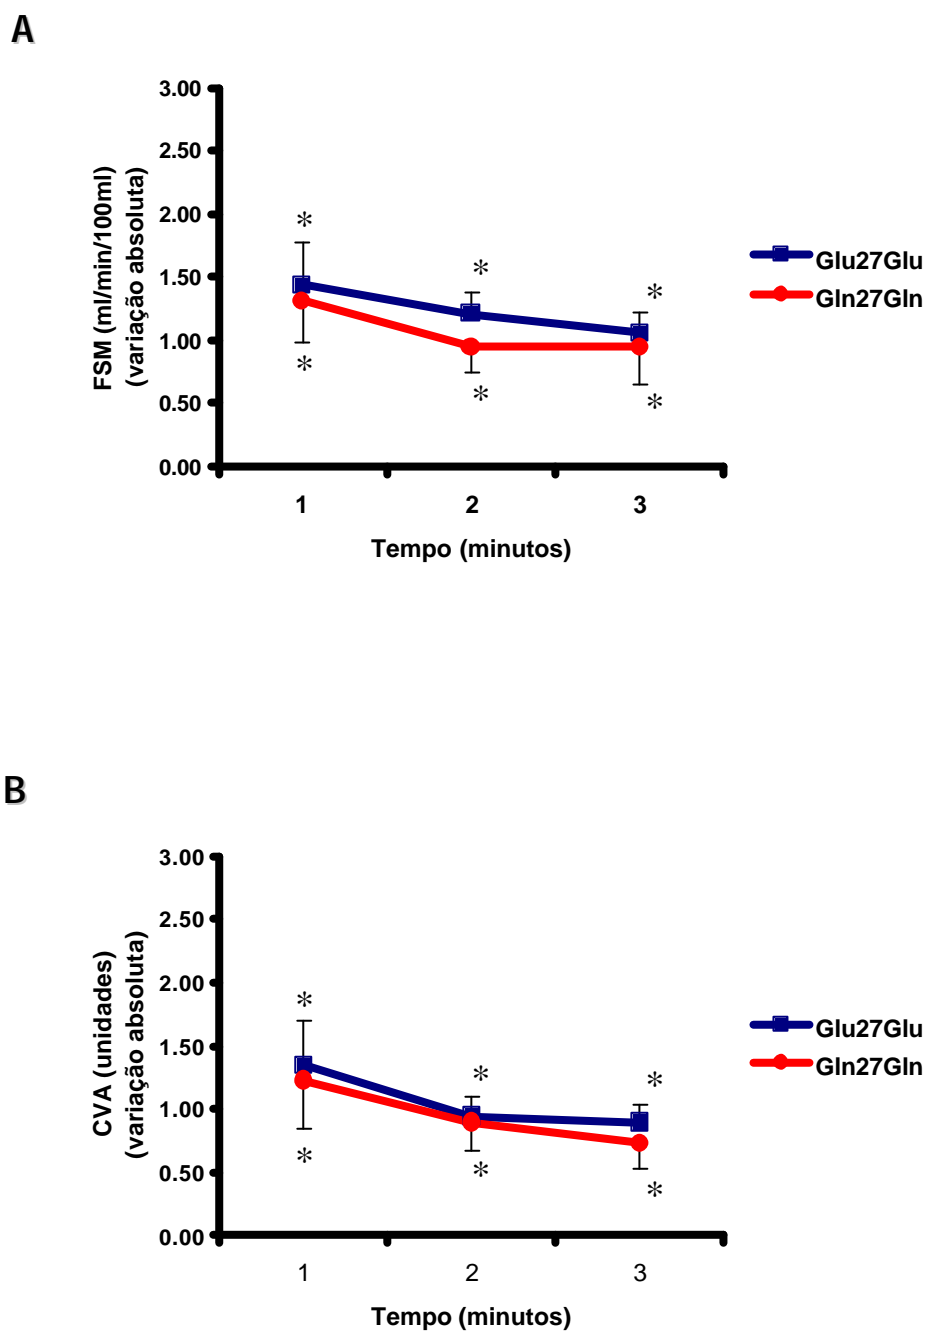 A
3.00
2.50
2.00
1.50
1.00
0.50
0.00
FSM (ml/min/100ml)
(variação absoluta)
*
*
*
*
*
*
1 2 3
Tempo (minutos)
Glu27Glu
Gln27Gln
B
3.00
2.50
2.00
1.50
1.00
0.50
0.00
CVA (unidades)
(variação absoluta)
*
*
*
*
*
*
1 2 3
Tempo (minutos)
Glu27Glu
Gln27Gln